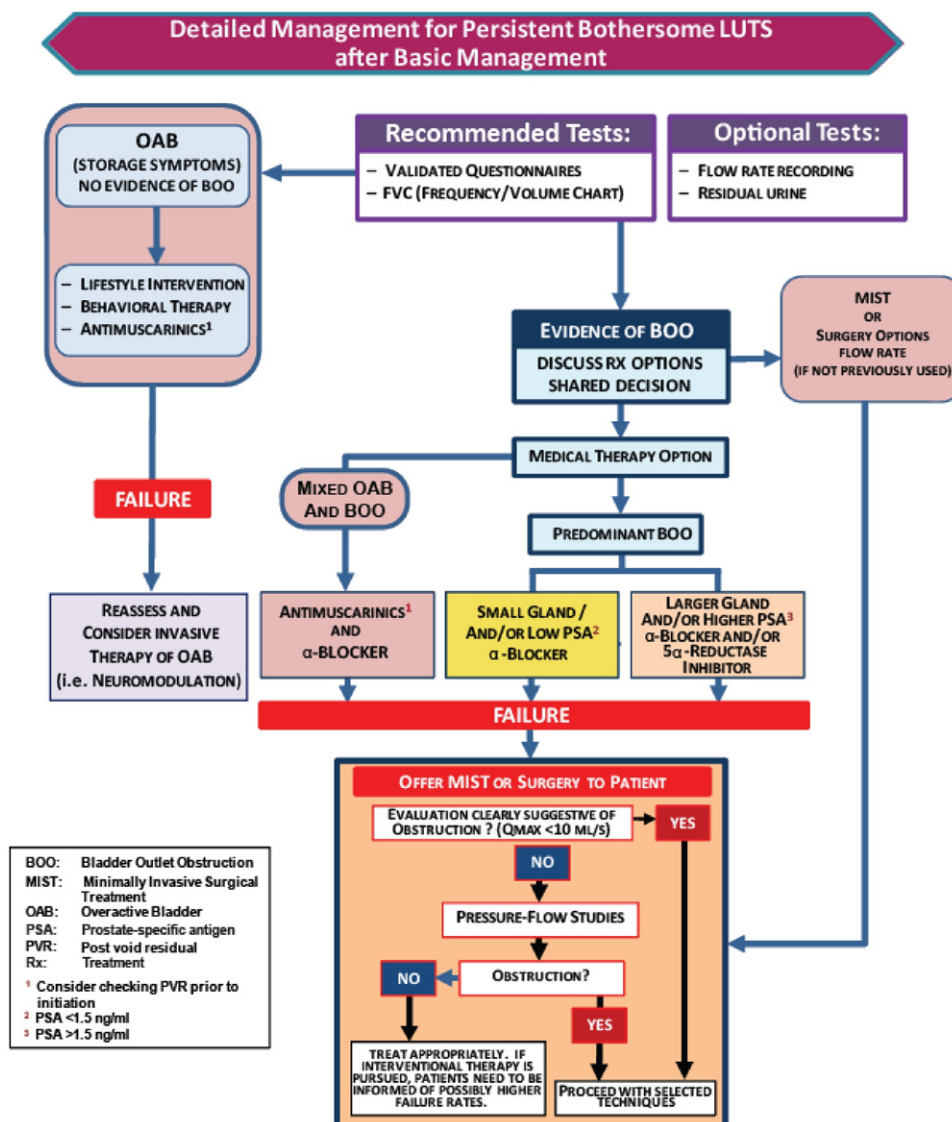 Detailed Management for Persistent Bothersome LUTS
after Basic Management
OAB
(STORAGE SYMPTOMS)
NO EVIDENCE OF BOO
– LIFESTYLE INTERVENTION
– BEHAVIORAL THERAPY
– ANTIMUSCARINICS¹
FAILURE
REASSESS AND
CONSIDER INVASIVE
THERAPY OF OAB
(i.e. NEUROMODULATION)
Recommended Tests:
– VALIDATED QUESTIONNAIRES
– FVC (FREQUENCY/VOLUME CHART)
Optional Tests:
– FLOW RATE RECORDING
– RESIDUAL URINE
EVIDENCE OF BOO
DISCUSS RX OPTIONS
SHARED DECISION
MIST
OR
SURGERY OPTIONS
FLOW RATE
(IF NOT PREVIOUSLY USED)
MEDICAL THERAPY OPTION
MIXED OAB
AND BOO
PREDOMINANT BOO
ANTIMUSCARINICS¹
AND
α-BLOCKER
SMALL GLAND /
AND/OR LOW PSA²
α-BLOCKER
LARGER GLAND
AND/OR HIGHER PSA³
α-BLOCKER AND/OR
5α-REDUCTASE
INHIBITOR
FAILURE
OFFER MIST OR SURGERY TO PATIENT
EVALUATION CLEARLY SUGGESTIVE OF
OBSTRUCTION ? (QMAX <10 ML/S)
YES
NO
PRESSURE-FLOW STUDIES
OBSTRUCTION?
NO
YES
TREAT APPROPRIATELY. IF
INTERVENTIONAL THERAPY IS
PURSUED, PATIENTS NEED TO BE
INFORMED OF POSSIBLY HIGHER
FAILURE RATES.
PROCEED WITH SELECTED
TECHNIQUES
BOO: Bladder Outlet Obstruction
MIST: Minimally Invasive Surgical
Treatment
OAB: Overactive Bladder
PSA: Prostate-specific antigen
PVR: Post void residual
Rx: Treatment
¹ Consider checking PVR prior to
initiation
² PSA <1.5 ng/ml
³ PSA >1.5 ng/ml